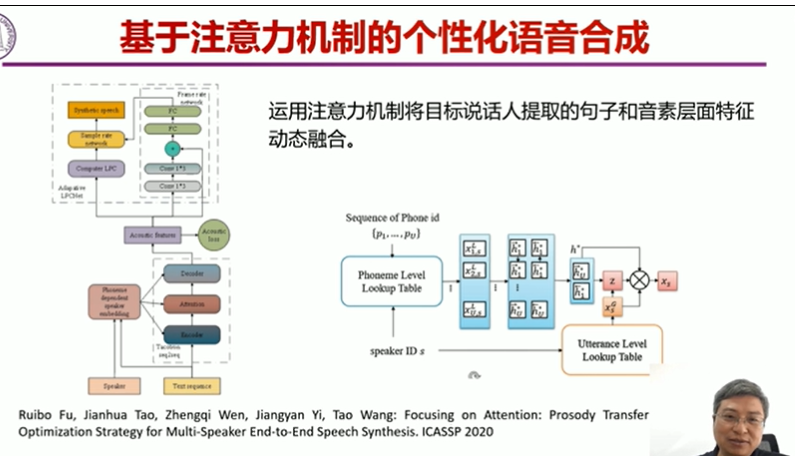 基于注意力机制的个性化语音合成
运用注意力机制将目标说话人提取的句子和音素层面特征
动态融合。
Frame rate
network
FC
FC
Synthetic speech
Sample rate
network
+
Computer LPC
Conv 1*3
Conv 1*3
Adaptive
LPCNet
Acoustic features
Acoustic
loss
Decoder
Phoneme
dependent
speaker
embedding
Attention
Encoder
Tacotron
seq2seq
Speaker
Text sequence
Sequence of Phone id
{p₁,...,p_U}
Phoneme Level
Lookup Table
speaker ID s
Utterance Level
Lookup Table
h*
z
Ruibo Fu, Jianhua Tao, Zhengqi Wen, Jiangyan Yi, Tao Wang: Focusing on Attention: Prosody Transfer
Optimization Strategy for Multi-Speaker End-to-End Speech Synthesis. ICASSP 2020